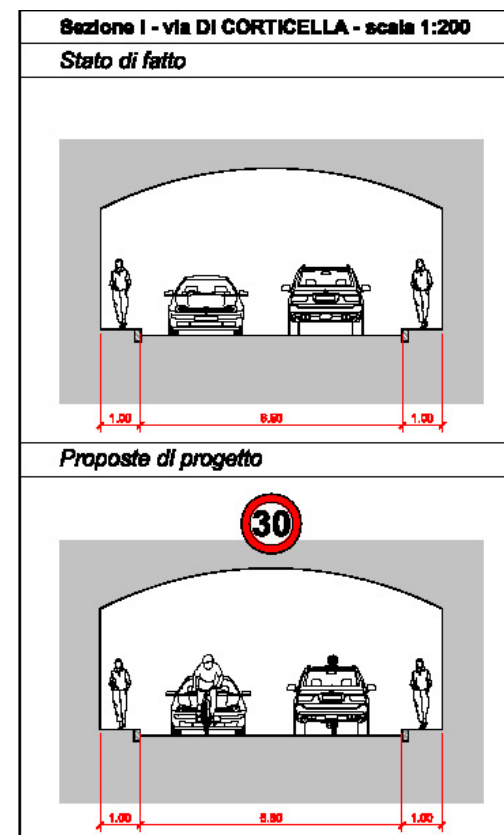 Sezione I - via DI CORTICELLA - scala 1:200
Stato di fatto
1.00 1.00
Proposte di progetto
30
1.00 1.00